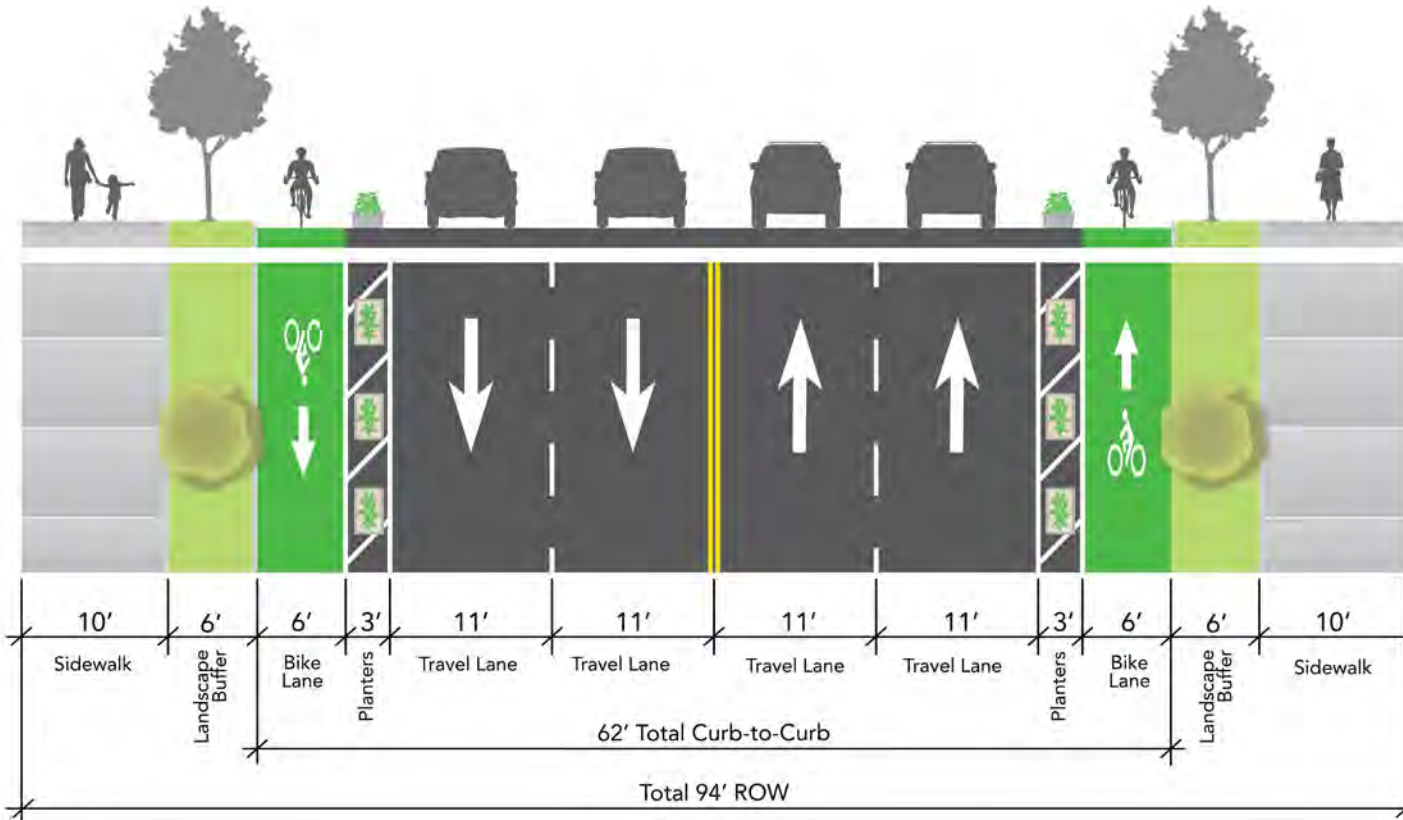 10’ 6’ 6’ 3’ 11’ 11’ 11’ 11’ 3’ 6’ 6’ 10’
Sidewalk
Landscape
Buffer
Bike
Lane
Planters
Travel Lane
Travel Lane
Travel Lane
Travel Lane
Planters
Bike
Lane
Landscape
Buffer
Sidewalk
62’ Total Curb-to-Curb
Total 94’ ROW